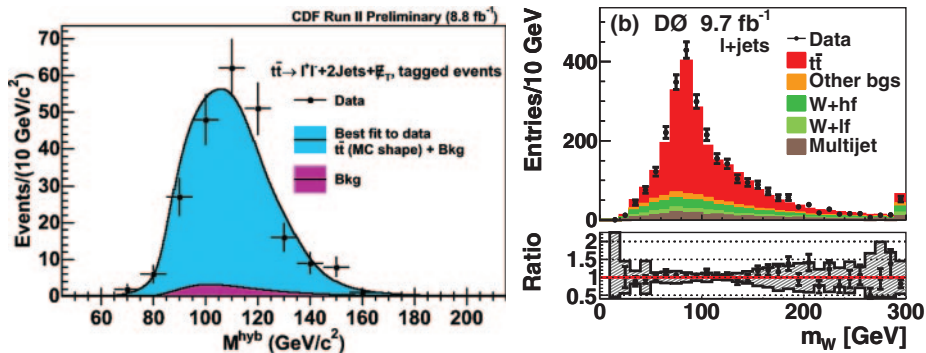 CDF Run II Preliminary (8.8 fb⁻¹)
Events/(10 GeV/c²)
70
60
50
40
30
20
10
0
tt̄→ l⁺l⁻+2Jets+E̸_T, tagged events
Data
Best fit to data
tt̄ (MC shape) + Bkg
Bkg
60 80 100 120 140 160 180 200
M^hyb (GeV/c²)
(b) DØ 9.7 fb⁻¹
l+jets
Entries/10 GeV
400
200
0
Data
tt̄
Other bgs
W+hf
W+lf
Multijet
Ratio
2
1.5
1
0.5
0 100 200 300
m_W [GeV]